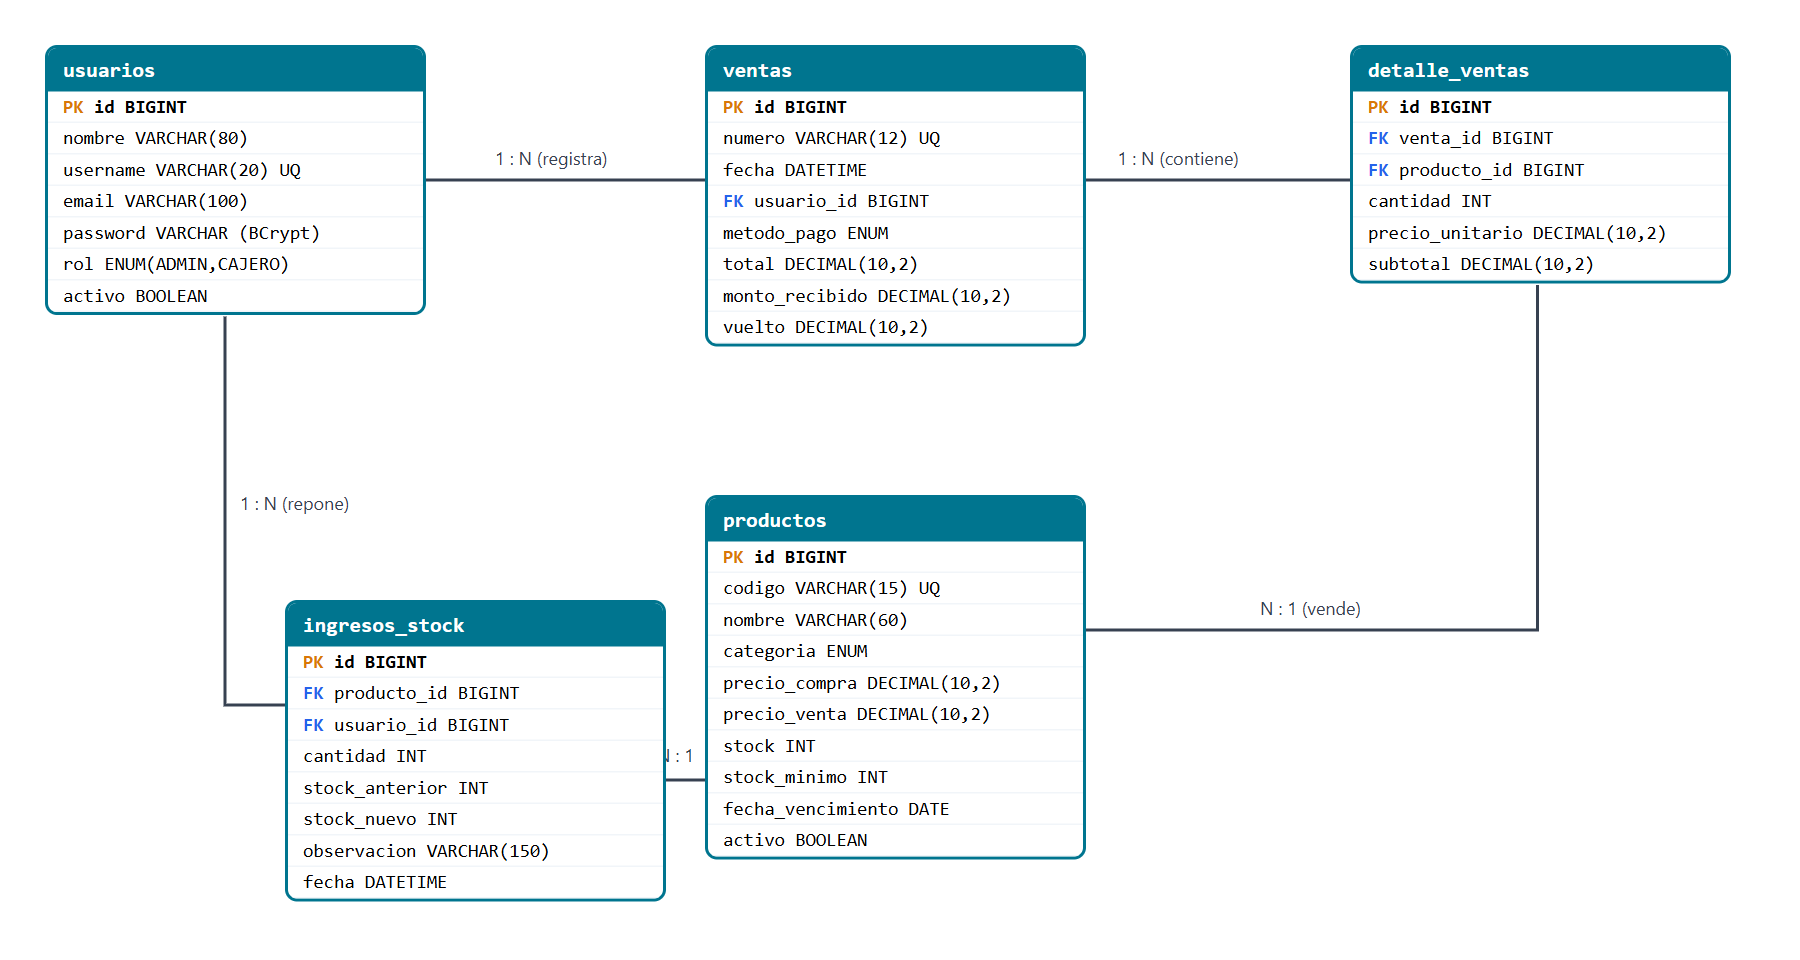 usuarios
PK id BIGINT
nombre VARCHAR(80)
username VARCHAR(20) UQ
email VARCHAR(100)
password VARCHAR (BCrypt)
rol ENUM(ADMIN,CAJERO)
activo BOOLEAN
1 : N (registra)
ventas
PK id BIGINT
numero VARCHAR(12) UQ
fecha DATETIME
FK usuario_id BIGINT
metodo_pago ENUM
total DECIMAL(10,2)
monto_recibido DECIMAL(10,2)
vuelto DECIMAL(10,2)
1 : N (contiene)
detalle_ventas
PK id BIGINT
FK venta_id BIGINT
FK producto_id BIGINT
cantidad INT
precio_unitario DECIMAL(10,2)
subtotal DECIMAL(10,2)
1 : N (repone)
ingresos_stock
PK id BIGINT
FK producto_id BIGINT
FK usuario_id BIGINT
cantidad INT
stock_anterior INT
stock_nuevo INT
observacion VARCHAR(150)
fecha DATETIME
N : 1
productos
PK id BIGINT
codigo VARCHAR(15) UQ
nombre VARCHAR(60)
categoria ENUM
precio_compra DECIMAL(10,2)
precio_venta DECIMAL(10,2)
stock INT
stock_minimo INT
fecha_vencimiento DATE
activo BOOLEAN
N : 1 (vende)